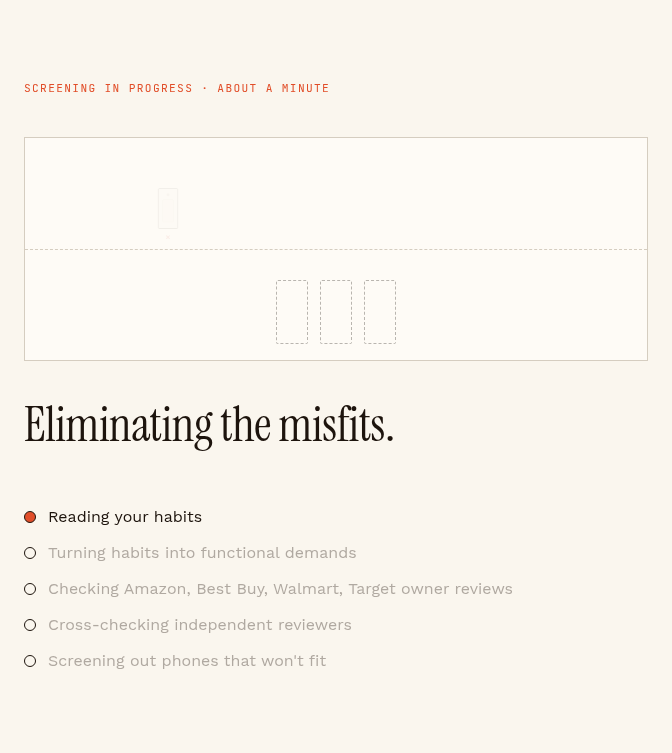 SCREENING IN PROGRESS · ABOUT A MINUTE
Eliminating the misfits.
Reading your habits
Turning habits into functional demands
Checking Amazon, Best Buy, Walmart, Target owner reviews
Cross-checking independent reviewers
Screening out phones that won't fit